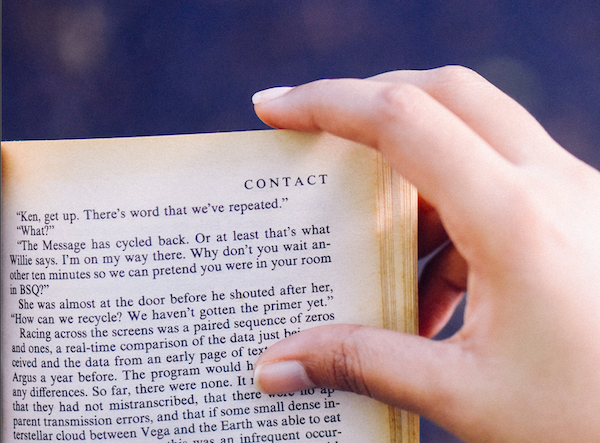 CONTACT
“Ken, get up. There’s word that we’ve repeated.”
“What?”
“The Message has cycled back. Or at least that’s what
Willie says. I’m on my way there. Why don’t you wait an-
other ten minutes so we can pretend you were in your room
in BSQ?”
She was almost at the door before he shouted after her,
“How can we recycle? We haven’t gotten the primer yet.”
Racing across the screens was a paired sequence of zeros
and ones, a real-time comparison of the data just
ceived and the data from an early page of
Argus a year before. The program would
any differences. So far, there were none. It
that they had not mistranscribed, that there no ap-
parent transmission errors, and that if some small dense in-
terstellar cloud between Vega and the Earth was able to eat
was an infrequent occur-